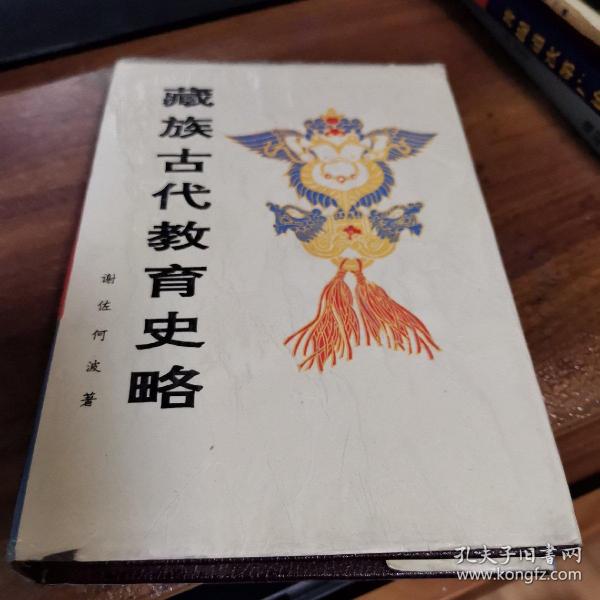 藏族古代教育史略
谢佐 何波 著
孔夫子旧书网
www.kongfz.com